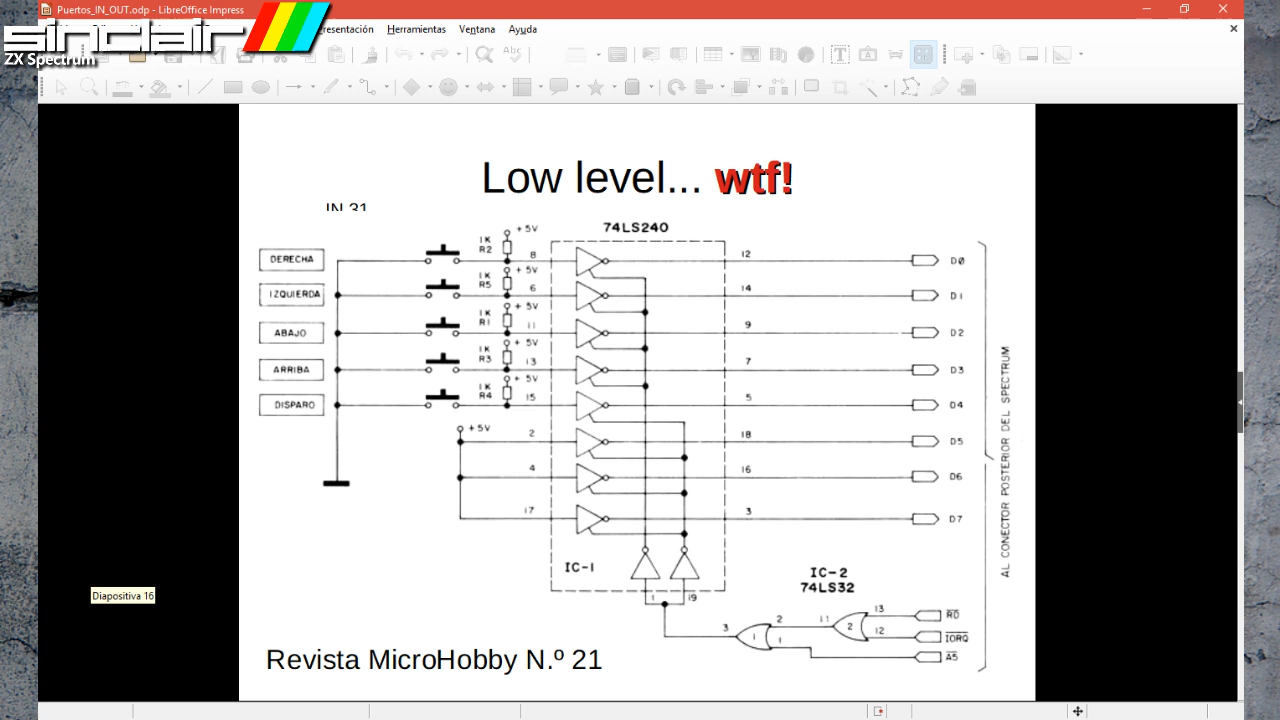 Puertos_IN_OUT.odp - LibreOffice Impress
sinclair
ZX Spectrum
Herramientas
Ventana
Ayuda
Low level... wtf!
IN 31
74LS240
DERECHA
1K
R2
+5V
8
12
D0
IZQUIERDA
1K
R5
+5V
6
14
D1
ABAJO
1K
R1
+5V
11
9
D2
ARRIBA
1K
R3
+5V
13
7
D3
DISPARO
1K
R4
+5V
15
5
D4
+5V
2
18
D5
4
16
D6
17
3
D7
AL CONECTOR POSTERIOR DEL SPECTRUM
IC-1
1
19
IC-2
74LS32
3
1
2
1
11
2
13
12
RD
IORQ
A5
Diapositiva 16
Revista MicroHobby N.º 21